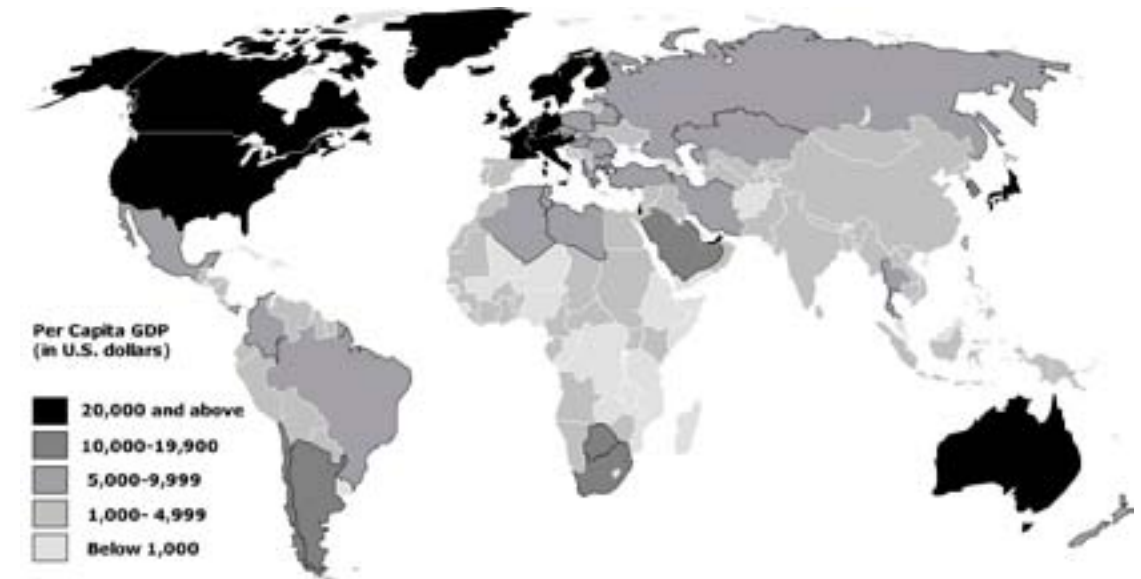 Per Capita GDP
(in U.S. dollars)
20,000 and above
10,000-19,900
5,000-9,999
1,000- 4,999
Below 1,000